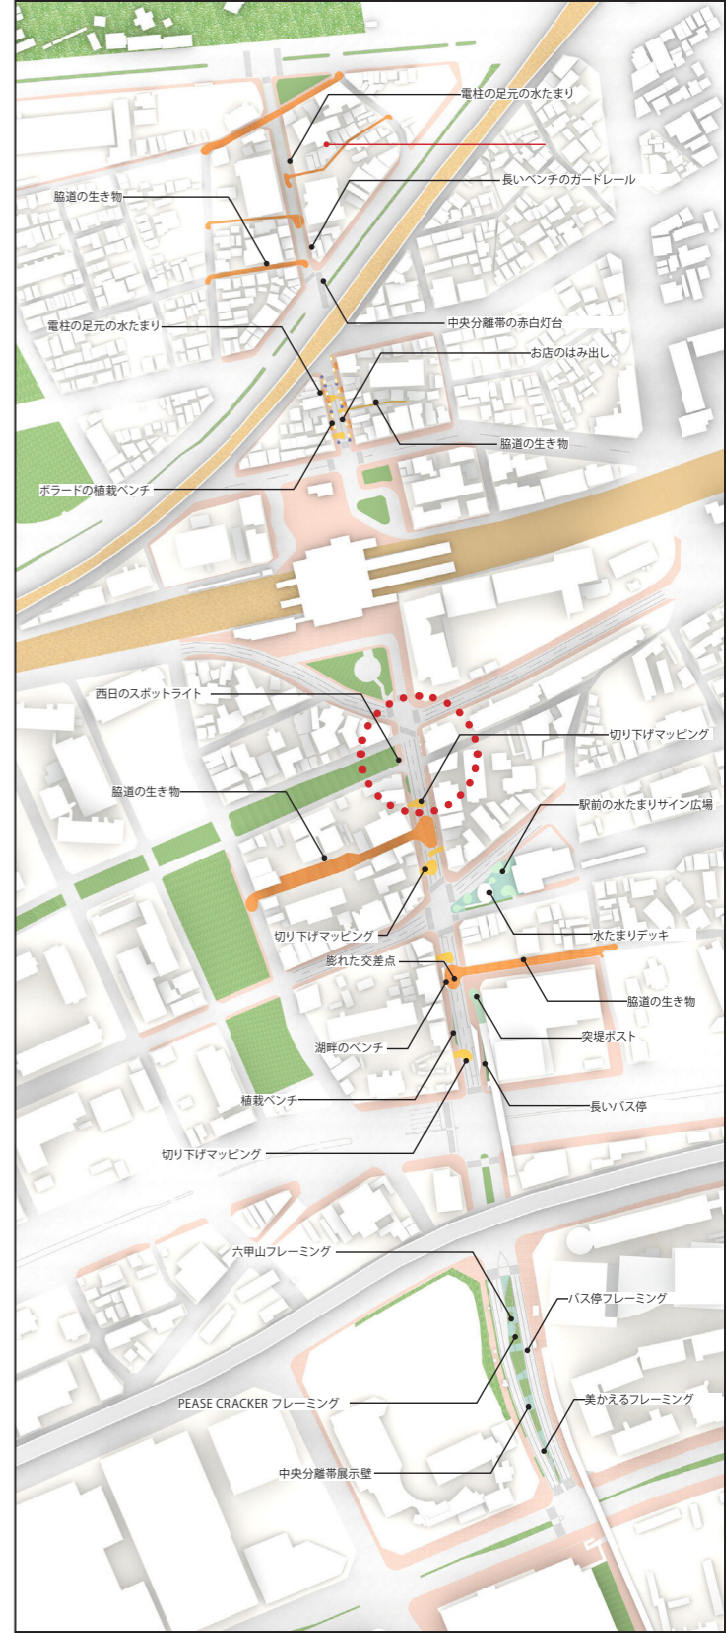 電柱の足元の水たまり
長いベンチのガードレール
脇道の生き物
中央分離帯の赤白灯台
電柱の足元の水たまり
お店のはみ出し
脇道の生き物
ボラードの植栽ベンチ
西日のスポットライト
切り下げマッピング
脇道の生き物
駅前の水たまりサイン広場
切り下げマッピング
水たまりデッキ
膨れた交差点
脇道の生き物
突堤ポスト
湖畔のベンチ
植栽ベンチ
長いバス停
切り下げマッピング
六甲山フレーミング
バス停フレーミング
PEASE CRACKER フレーミング
美かえるフレーミング
中央分離帯展示壁